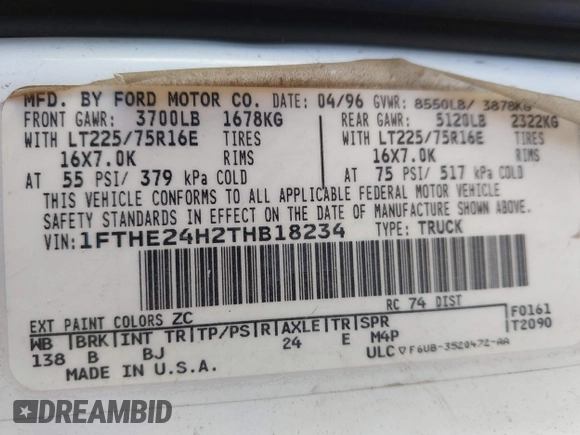 MFD. BY FORD MOTOR CO. DATE: 04/96 GVWR: 8550LB/ 3878KG
FRONT GAWR: 3700LB 1678KG REAR GAWR: 5120LB 2322KG
WITH LT225/75R16E TIRES WITH LT225/75R16E TIRES
16X7.0K RIMS 16X7.0K RIMS
AT 55 PSI/ 379 kPa COLD AT 75 PSI/ 517 kPa COLD
THIS VEHICLE CONFORMS TO ALL APPLICABLE FEDERAL MOTOR VEHICLE
SAFETY STANDARDS IN EFFECT ON THE DATE OF MANUFACTURE SHOWN ABOVE.
VIN: 1FTHE24H2THB18234 TYPE: TRUCK
EXT PAINT COLORS ZC RC 74 DIST
WB BRK INT TR TP/PS R AXLE TR SPR F0161
138 B BJ 24 E M4P T2090
MADE IN U.S.A. ULC F6UB-3520472-AA
DREAMBID